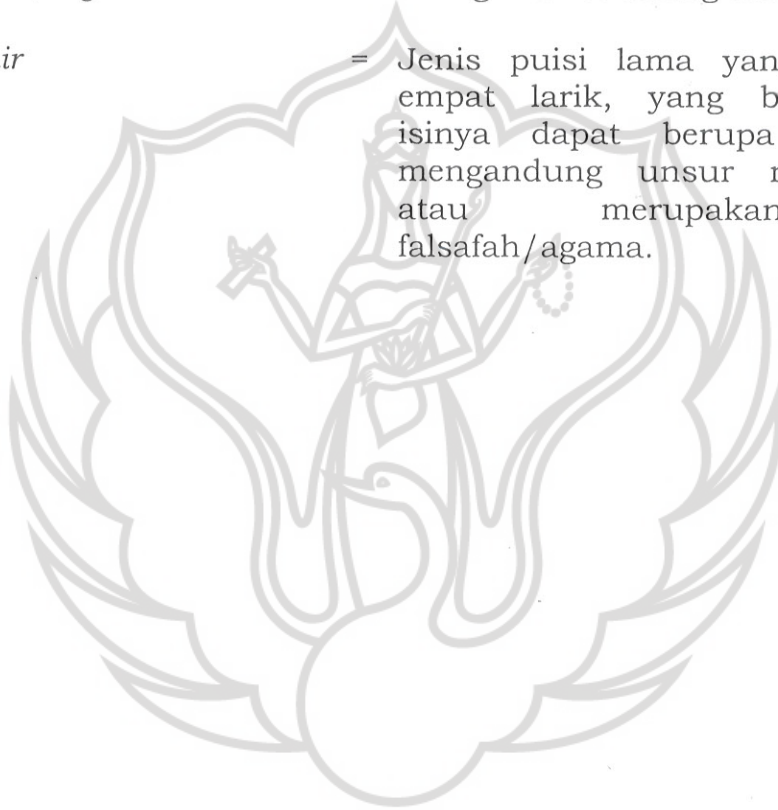 ir = Jenis puisi lama yan
empat larik, yang b
isinya dapat berupa
mengandung unsur
atau merupakan
falsafah/agama.